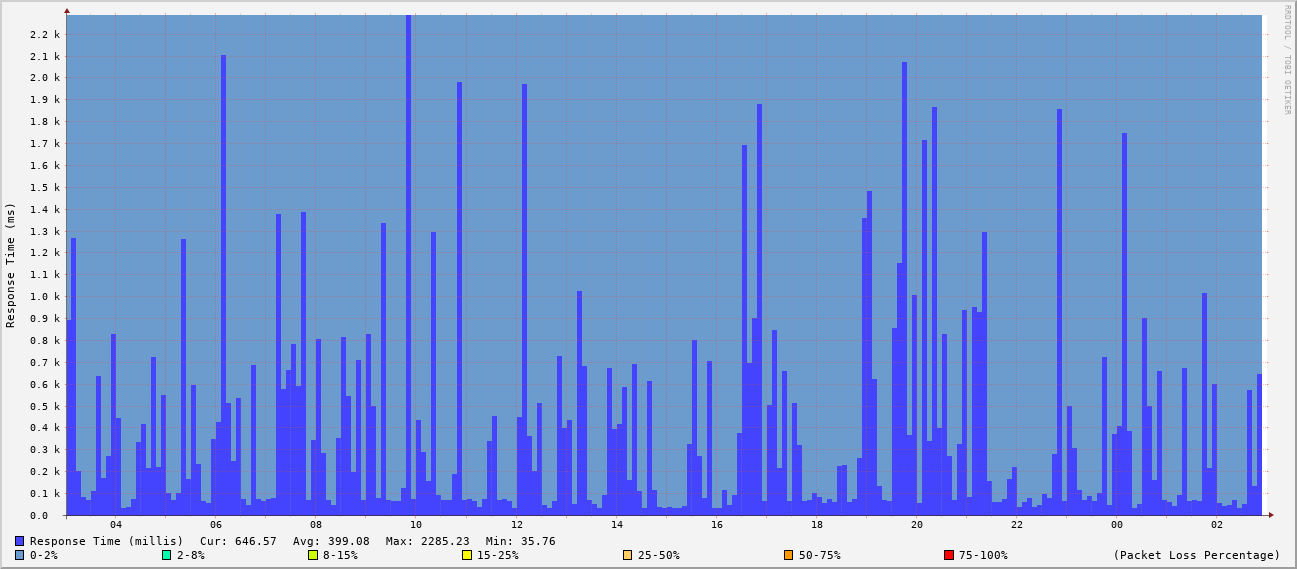 RRDTOOL / TOBI OETIKER
Response Time (ms)
2.2 k
2.1 k
2.0 k
1.9 k
1.8 k
1.7 k
1.6 k
1.5 k
1.4 k
1.3 k
1.2 k
1.1 k
1.0 k
0.9 k
0.8 k
0.7 k
0.6 k
0.5 k
0.4 k
0.3 k
0.2 k
0.1 k
0.0
04 06 08 10 12 14 16 18 20 22 00 02
Response Time (millis) Cur: 646.57 Avg: 399.08 Max: 2285.23 Min: 35.76
0-2% 2-8% 8-15% 15-25% 25-50% 50-75% 75-100% (Packet Loss Percentage)